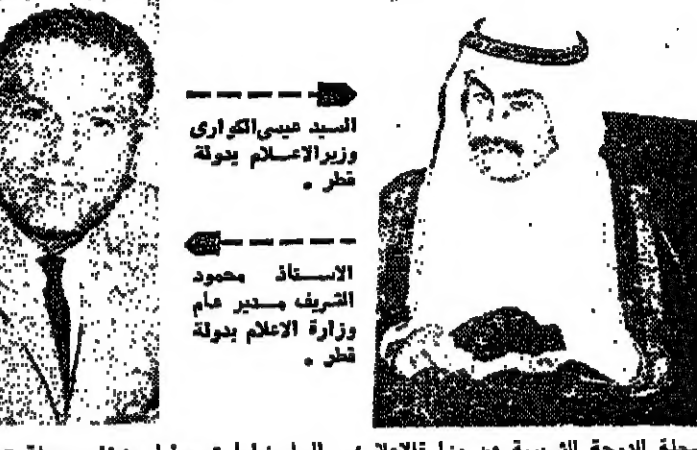 السيد عيسى الكوارى
وزير الاعلام بدولة
قطر .
الاستاذ محمود
الشريف مدير عام
وزارة الاعلام بدولة
قطر .